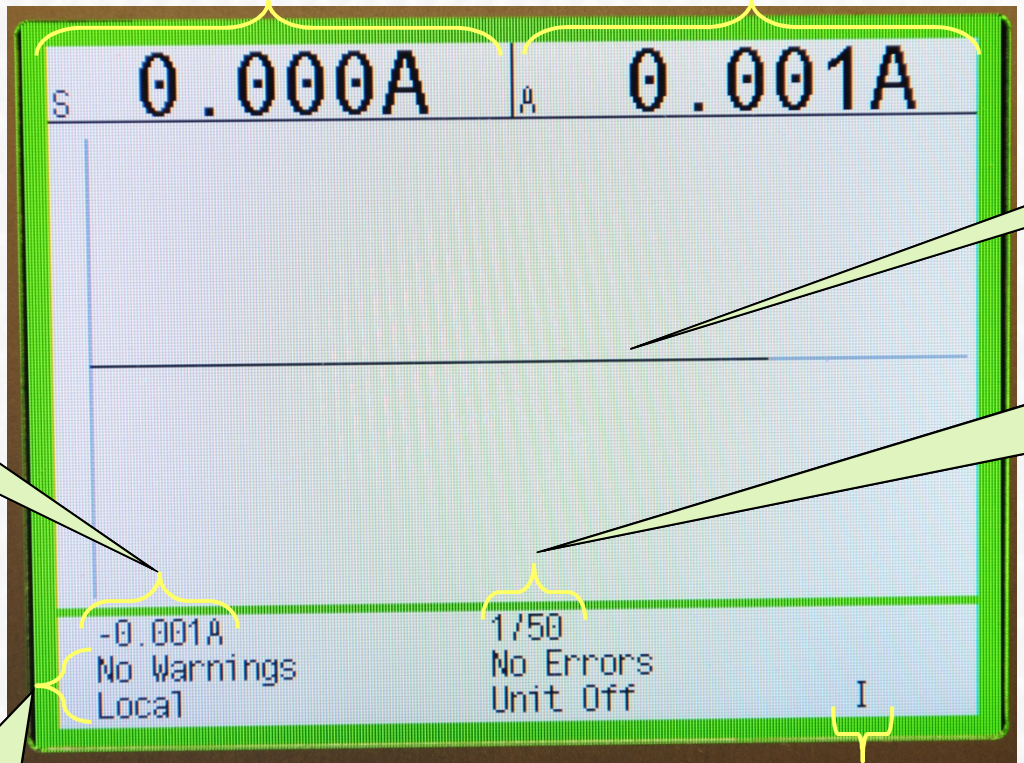 S 0.000A A 0.001A
-0.001A 1/50
No Warnings No Errors
Local Unit Off I